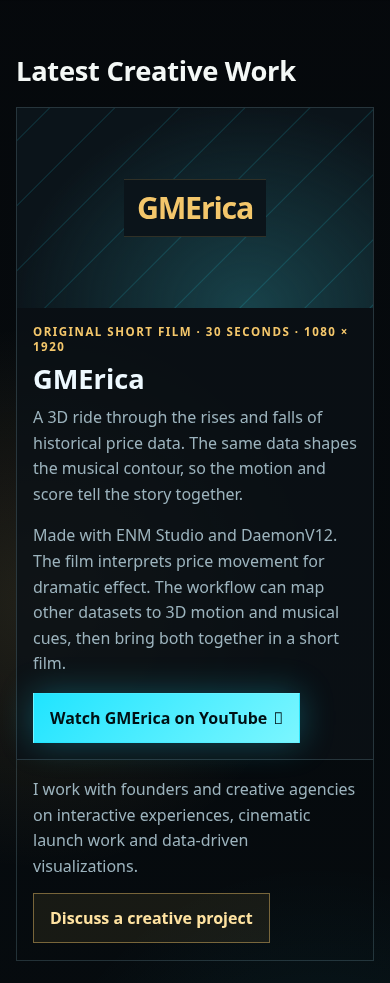 Latest Creative Work
GMErica
ORIGINAL SHORT FILM · 30 SECONDS · 1080 ×
1920
GMErica
A 3D ride through the rises and falls of
historical price data. The same data shapes
the musical contour, so the motion and
score tell the story together.
Made with ENM Studio and DaemonV12.
The film interprets price movement for
dramatic effect. The workflow can map
other datasets to 3D motion and musical
cues, then bring both together in a short
film.
Watch GMErica on YouTube
I work with founders and creative agencies
on interactive experiences, cinematic
launch work and data-driven
visualizations.
Discuss a creative project